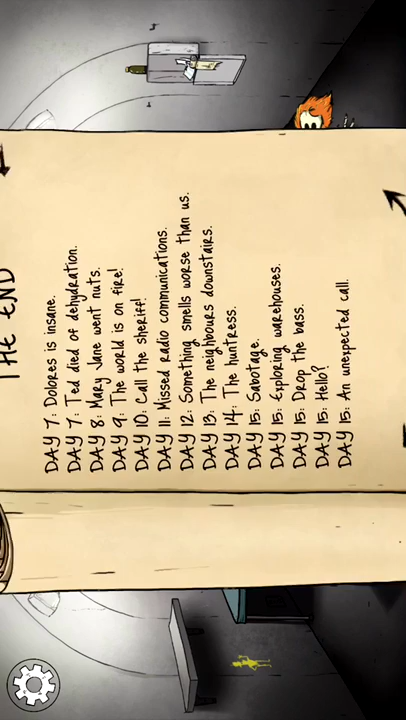 THE END
DAY 7: Dolores is insane.
DAY 7: Ted died of dehydration.
DAY 8: Mary Jane went nuts.
DAY 9: The world is on fire!
DAY 10: Call the sheriff!
DAY 11: Missed radio communications.
DAY 12: Something smells worse than us.
DAY 13: The neighbours downstairs.
DAY 14: The huntress.
DAY 15: Sabotage.
DAY 15: Exploring warehouses.
DAY 15: Drop the bass.
DAY 15: Hello?
DAY 15: An unexpected call.